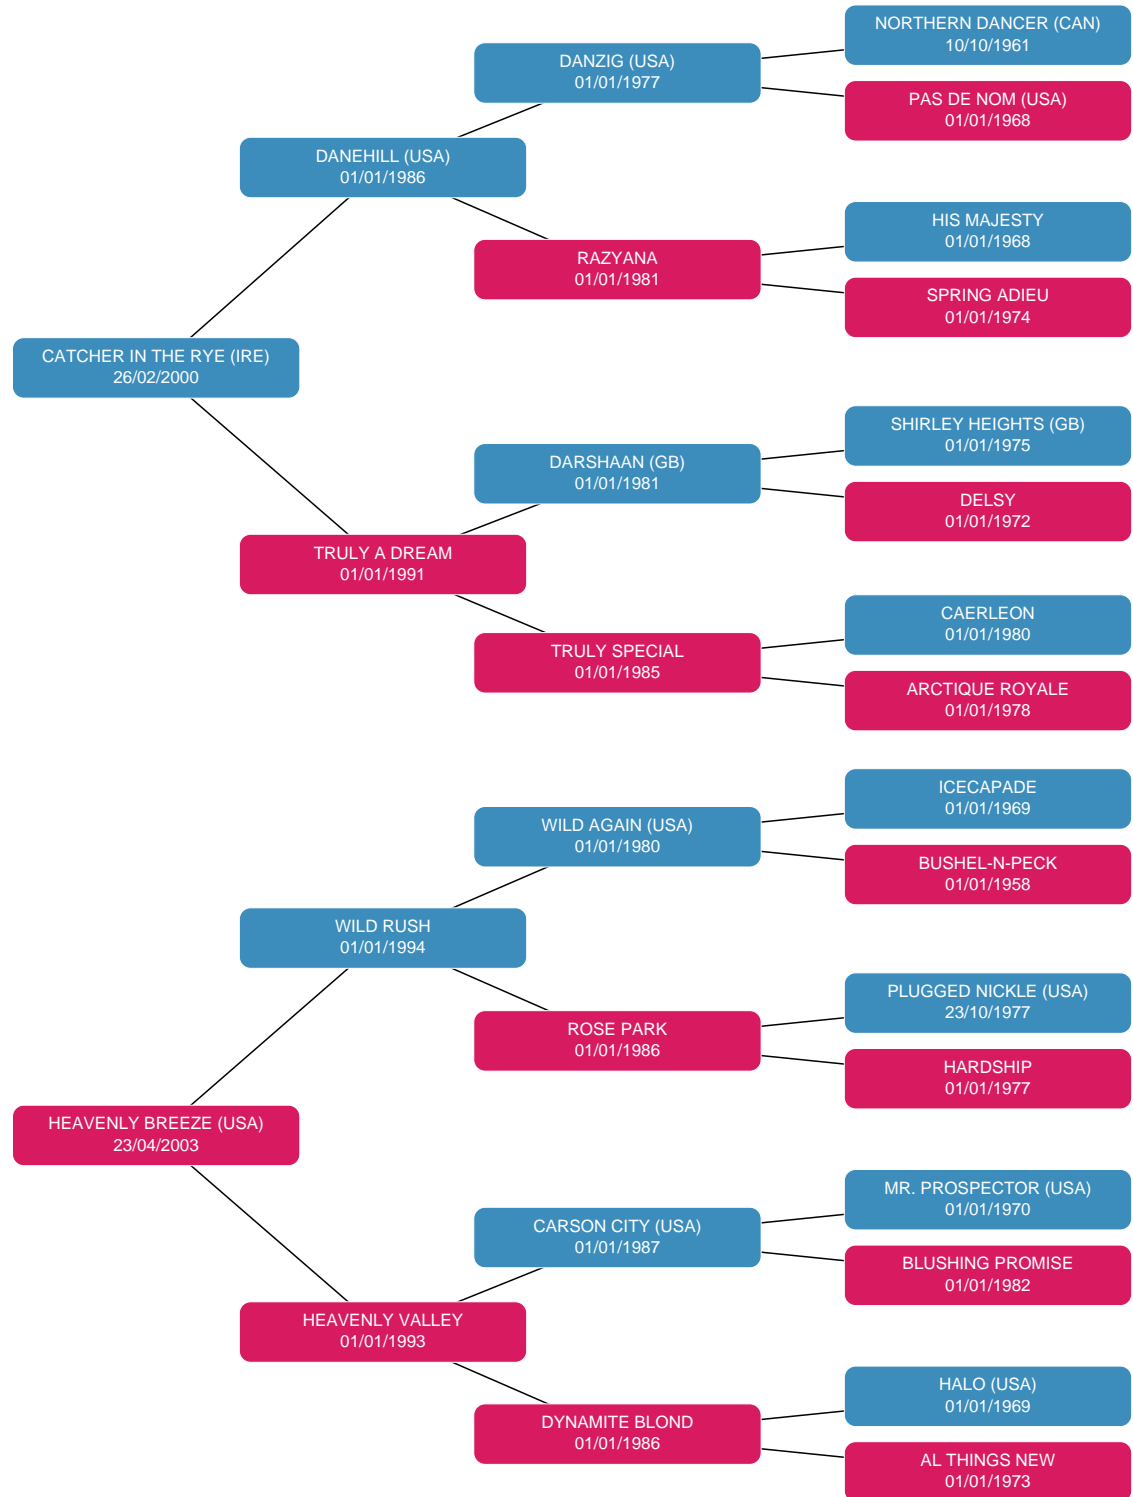 NORTHERN DANCER (CAN)
10/10/1961
DANZIG (USA)
01/01/1977
PAS DE NOM (USA)
01/01/1968
DANEHILL (USA)
01/01/1986
HIS MAJESTY
01/01/1968
RAZYANA
01/01/1981
SPRING ADIEU
01/01/1974
CATCHER IN THE RYE (IRE)
26/02/2000
SHIRLEY HEIGHTS (GB)
01/01/1975
DARSHAAN (GB)
01/01/1981
DELSY
01/01/1972
TRULY A DREAM
01/01/1991
CAERLEON
01/01/1980
TRULY SPECIAL
01/01/1985
ARCTIQUE ROYALE
01/01/1978
ICECAPADE
01/01/1969
WILD AGAIN (USA)
01/01/1980
BUSHEL-N-PECK
01/01/1958
WILD RUSH
01/01/1994
PLUGGED NICKLE (USA)
23/10/1977
ROSE PARK
01/01/1986
HARDSHIP
01/01/1977
HEAVENLY BREEZE (USA)
23/04/2003
MR. PROSPECTOR (USA)
01/01/1970
CARSON CITY (USA)
01/01/1987
BLUSHING PROMISE
01/01/1982
HEAVENLY VALLEY
01/01/1993
HALO (USA)
01/01/1969
DYNAMITE BLOND
01/01/1986
AL THINGS NEW
01/01/1973